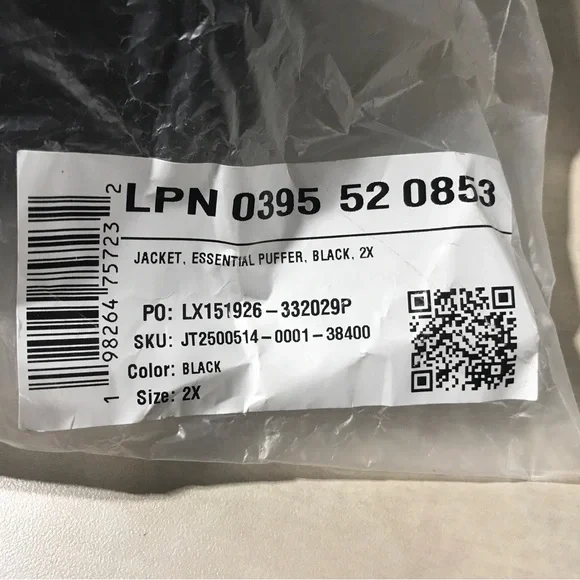 LPN 0395 52 0853
JACKET, ESSENTIAL PUFFER, BLACK, 2X
PO: LX151926-332029P
SKU: JT2500514-0001-38400
Color: BLACK
Size: 2X
1 98264 75723 2